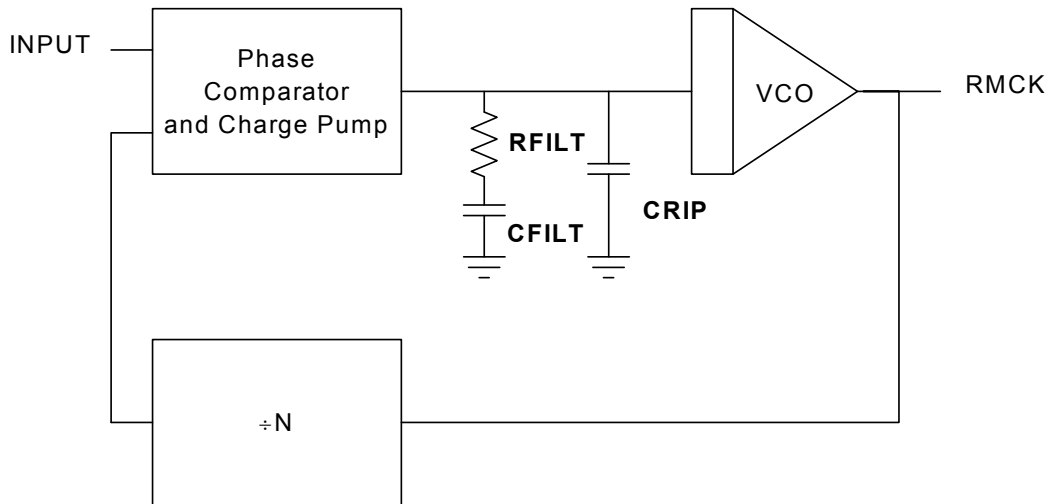 INPUT
Phase
Comparator
and Charge Pump
VCO
RMCK
RFILT
CRIP
CFILT
÷N